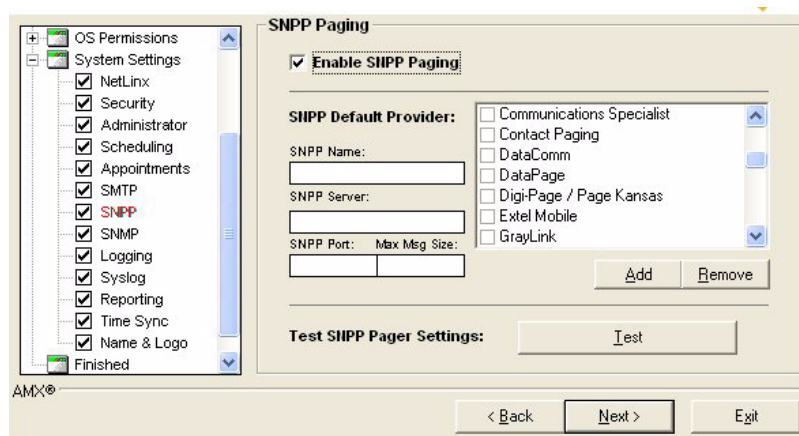 OS Permissions
System Settings
NetLinx
Security
Administrator
Scheduling
Appointments
SMTP
SNPP
SNMP
Logging
Syslog
Reporting
Time Sync
Name & Logo
Finished
SNPP Paging
Enable SNPP Paging
SNPP Default Provider:
SNPP Name:
SNPP Server:
SNPP Port: Max Msg Size:
Communications Specialist
Contact Paging
DataComm
DataPage
Digi-Page / Page Kansas
Extel Mobile
GrayLink
Add Remove
Test SNPP Pager Settings: Test
AMX®
< Back Next > Exit